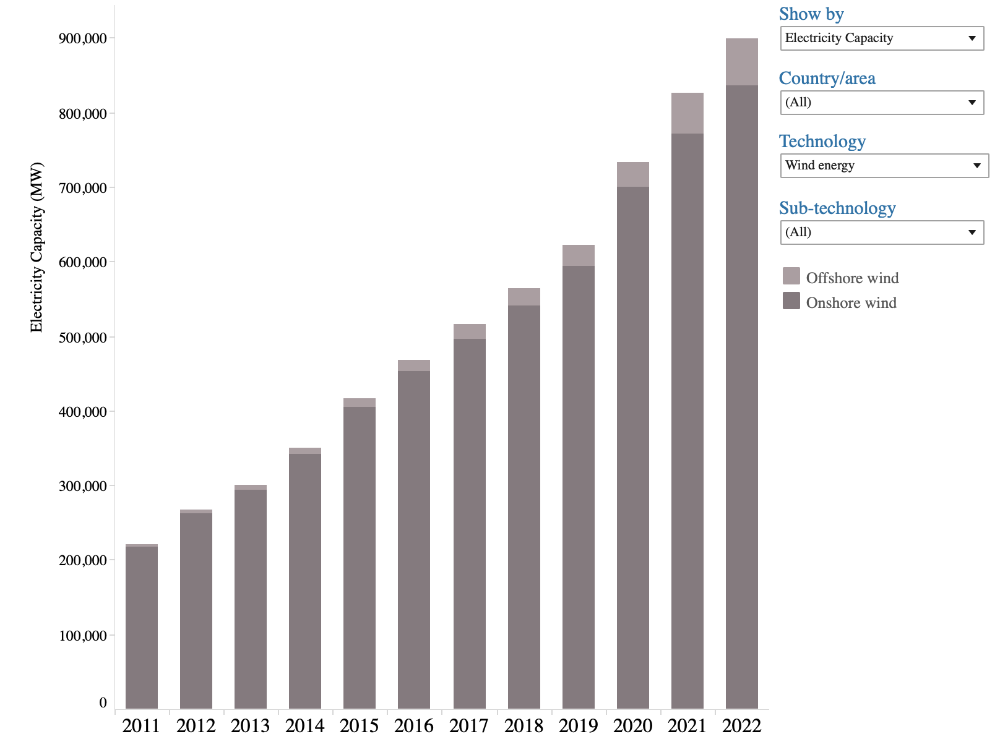 Show by
Electricity Capacity
Country/area
(All)
Technology
Wind energy
Sub-technology
(All)
Offshore wind
Onshore wind
Electricity Capacity (MW)
900,000
800,000
700,000
600,000
500,000
400,000
300,000
200,000
100,000
0
2011 2012 2013 2014 2015 2016 2017 2018 2019 2020 2021 2022